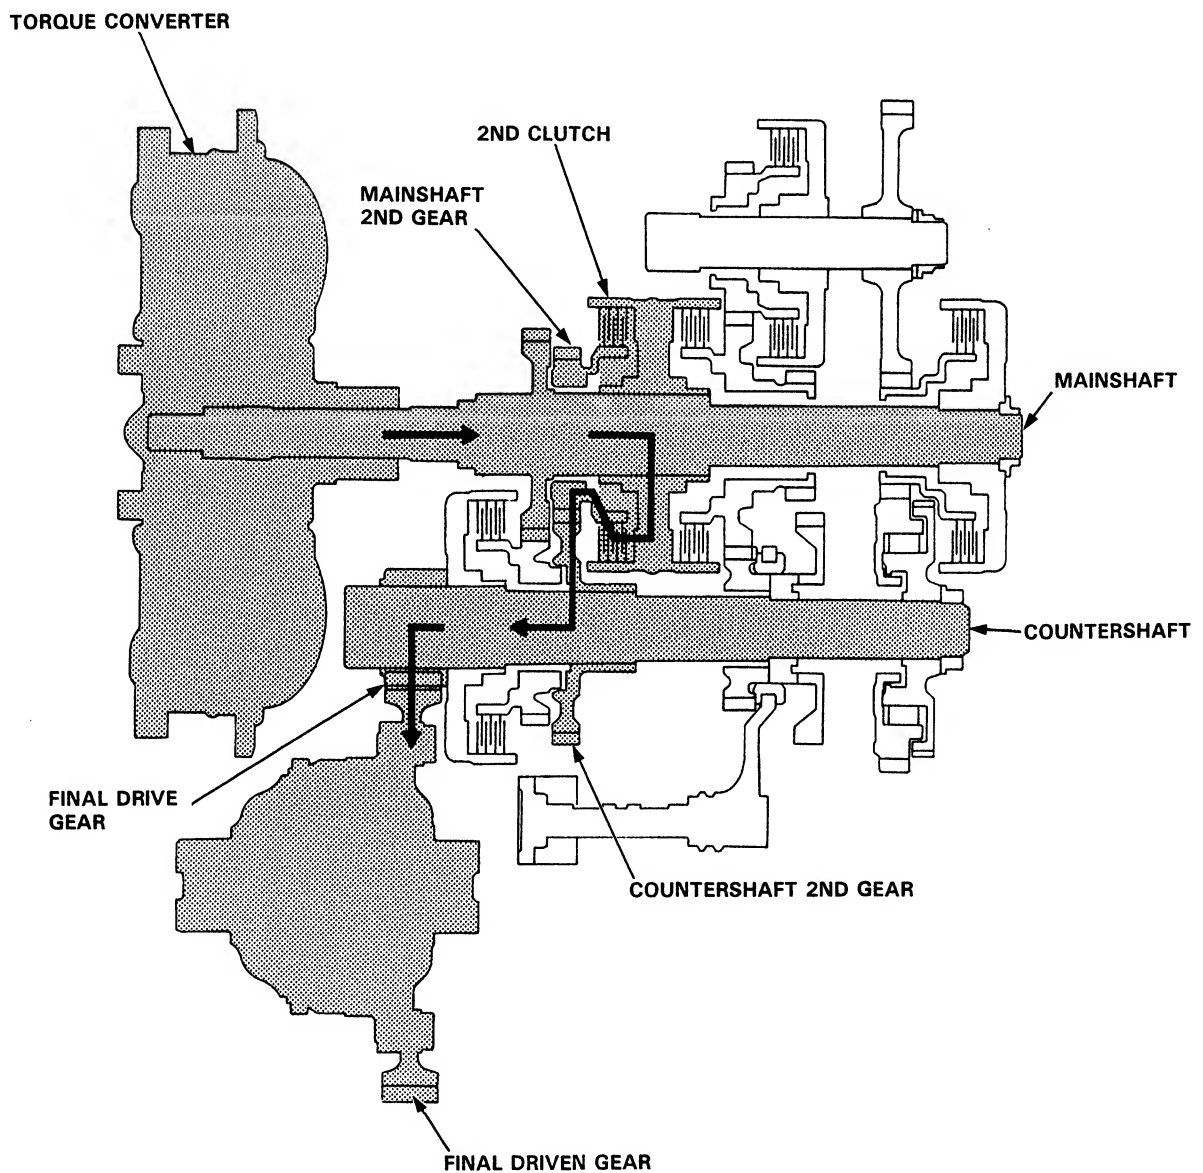 TORQUE CONVERTER
2ND CLUTCH
MAINSHAFT
2ND GEAR
MAINSHAFT
COUNTERSHAFT
FINAL DRIVE
GEAR
COUNTERSHAFT 2ND GEAR
FINAL DRIVEN GEAR